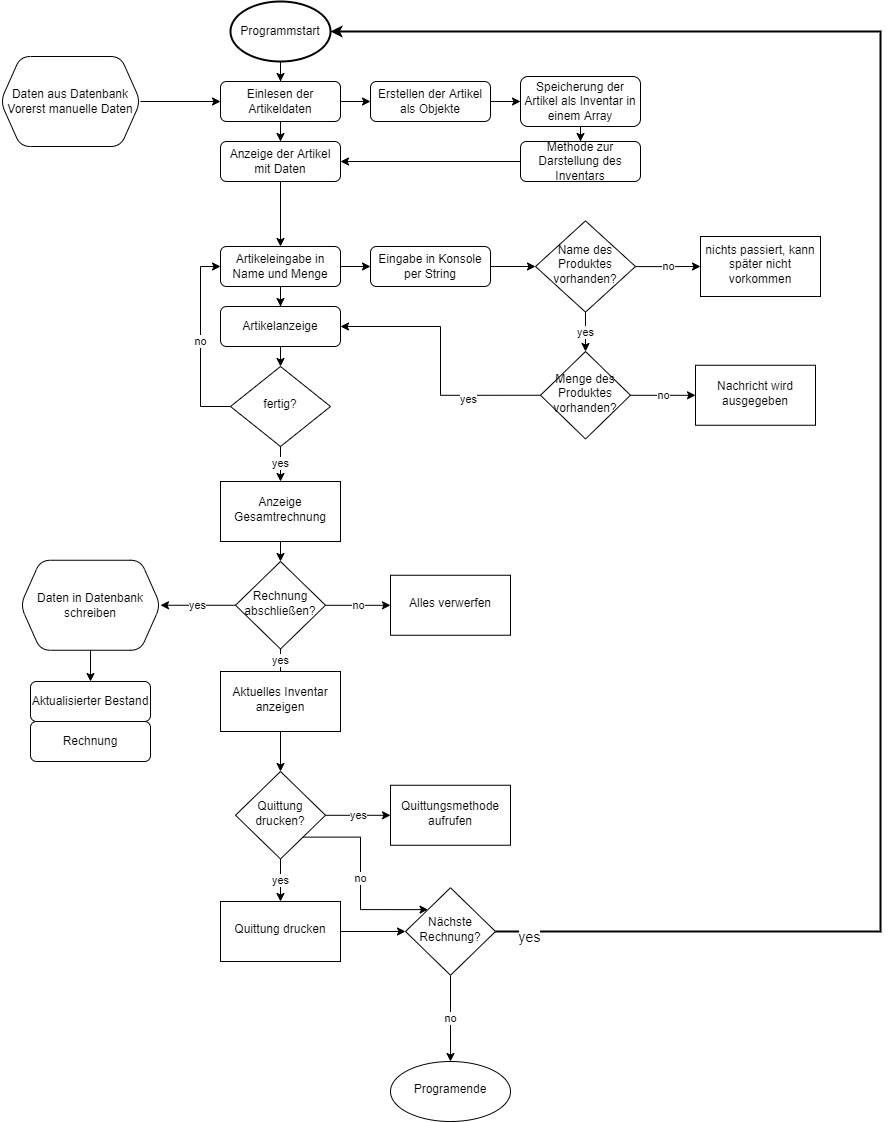 Programmstart
Daten aus Datenbank
Vorerst manuelle Daten
Einlesen der
Artikeldaten
Erstellen der Artikel
als Objekte
Speicherung der
Artikel als Inventar in
einem Array
Anzeige der Artikel
mit Daten
Methode zur
Darstellung des
Inventars
Artikeleingabe in
Name und Menge
Eingabe in Konsole
per String
Name des
Produktes
vorhanden?
no
nichts passiert, kann
später nicht
vorkommen
yes
Artikelanzeige
no
Menge des
Produktes
vorhanden?
no
Nachricht wird
ausgegeben
yes
fertig?
yes
Anzeige
Gesamtrechnung
Daten in Datenbank
schreiben
yes
Rechnung
abschließen?
no
Alles verwerfen
yes
Aktualisierter Bestand
Rechnung
Aktuelles Inventar
anzeigen
Quittung
drucken?
yes
Quittungsmethode
aufrufen
yes
no
Quittung drucken
Nächste
Rechnung?
yes
no
Programende